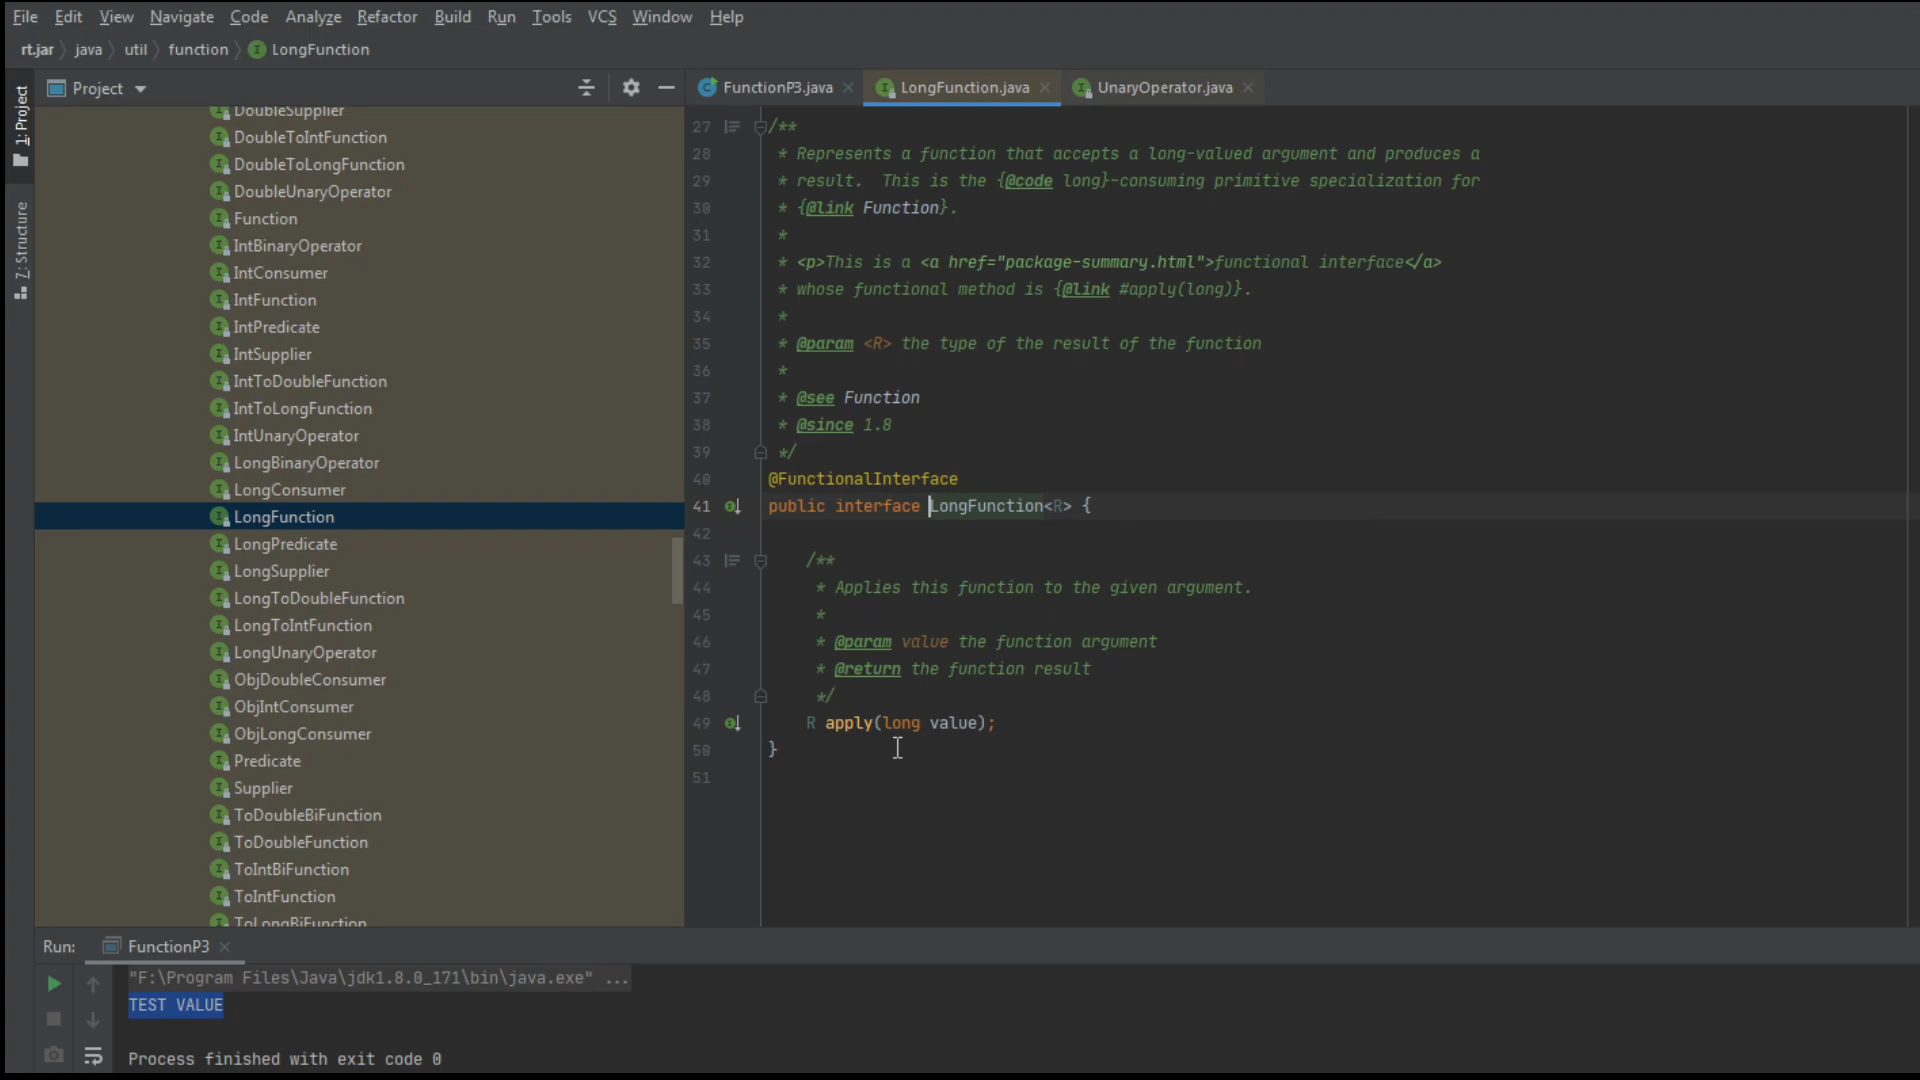 File Edit View Navigate Code Analyze Refactor Build Run Tools VCS Window Help
rt.jar java util function LongFunction
1: Project
7: Structure
Project
DoubleSupplier
DoubleToIntFunction
DoubleToLongFunction
DoubleUnaryOperator
Function
IntBinaryOperator
IntConsumer
IntFunction
IntPredicate
IntSupplier
IntToDoubleFunction
IntToLongFunction
IntUnaryOperator
LongBinaryOperator
LongConsumer
LongFunction
LongPredicate
LongSupplier
LongToDoubleFunction
LongToIntFunction
LongUnaryOperator
ObjDoubleConsumer
ObjIntConsumer
ObjLongConsumer
Predicate
Supplier
ToDoubleBiFunction
ToDoubleFunction
ToIntBiFunction
ToIntFunction
ToLongBiFunction
FunctionP3.java LongFunction.java UnaryOperator.java
27 /**
28 * Represents a function that accepts a long-valued argument and produces a
29 * result.  This is the {@code long}-consuming primitive specialization for
30 * {@link Function}.
31 *
32 * <p>This is a <a href="package-summary.html">functional interface</a>
33 * whose functional method is {@link #apply(long)}.
34 *
35 * @param <R> the type of the result of the function
36 *
37 * @see Function
38 * @since 1.8
39 */
40 @FunctionalInterface
41 public interface LongFunction<R> {
42
43 /**
44 * Applies this function to the given argument.
45 *
46 * @param value the function argument
47 * @return the function result
48 */
49 R apply(long value);
50 }
51
Run: FunctionP3
"F:\Program Files\Java\jdk1.8.0_171\bin\java.exe" ...
TEST VALUE
Process finished with exit code 0